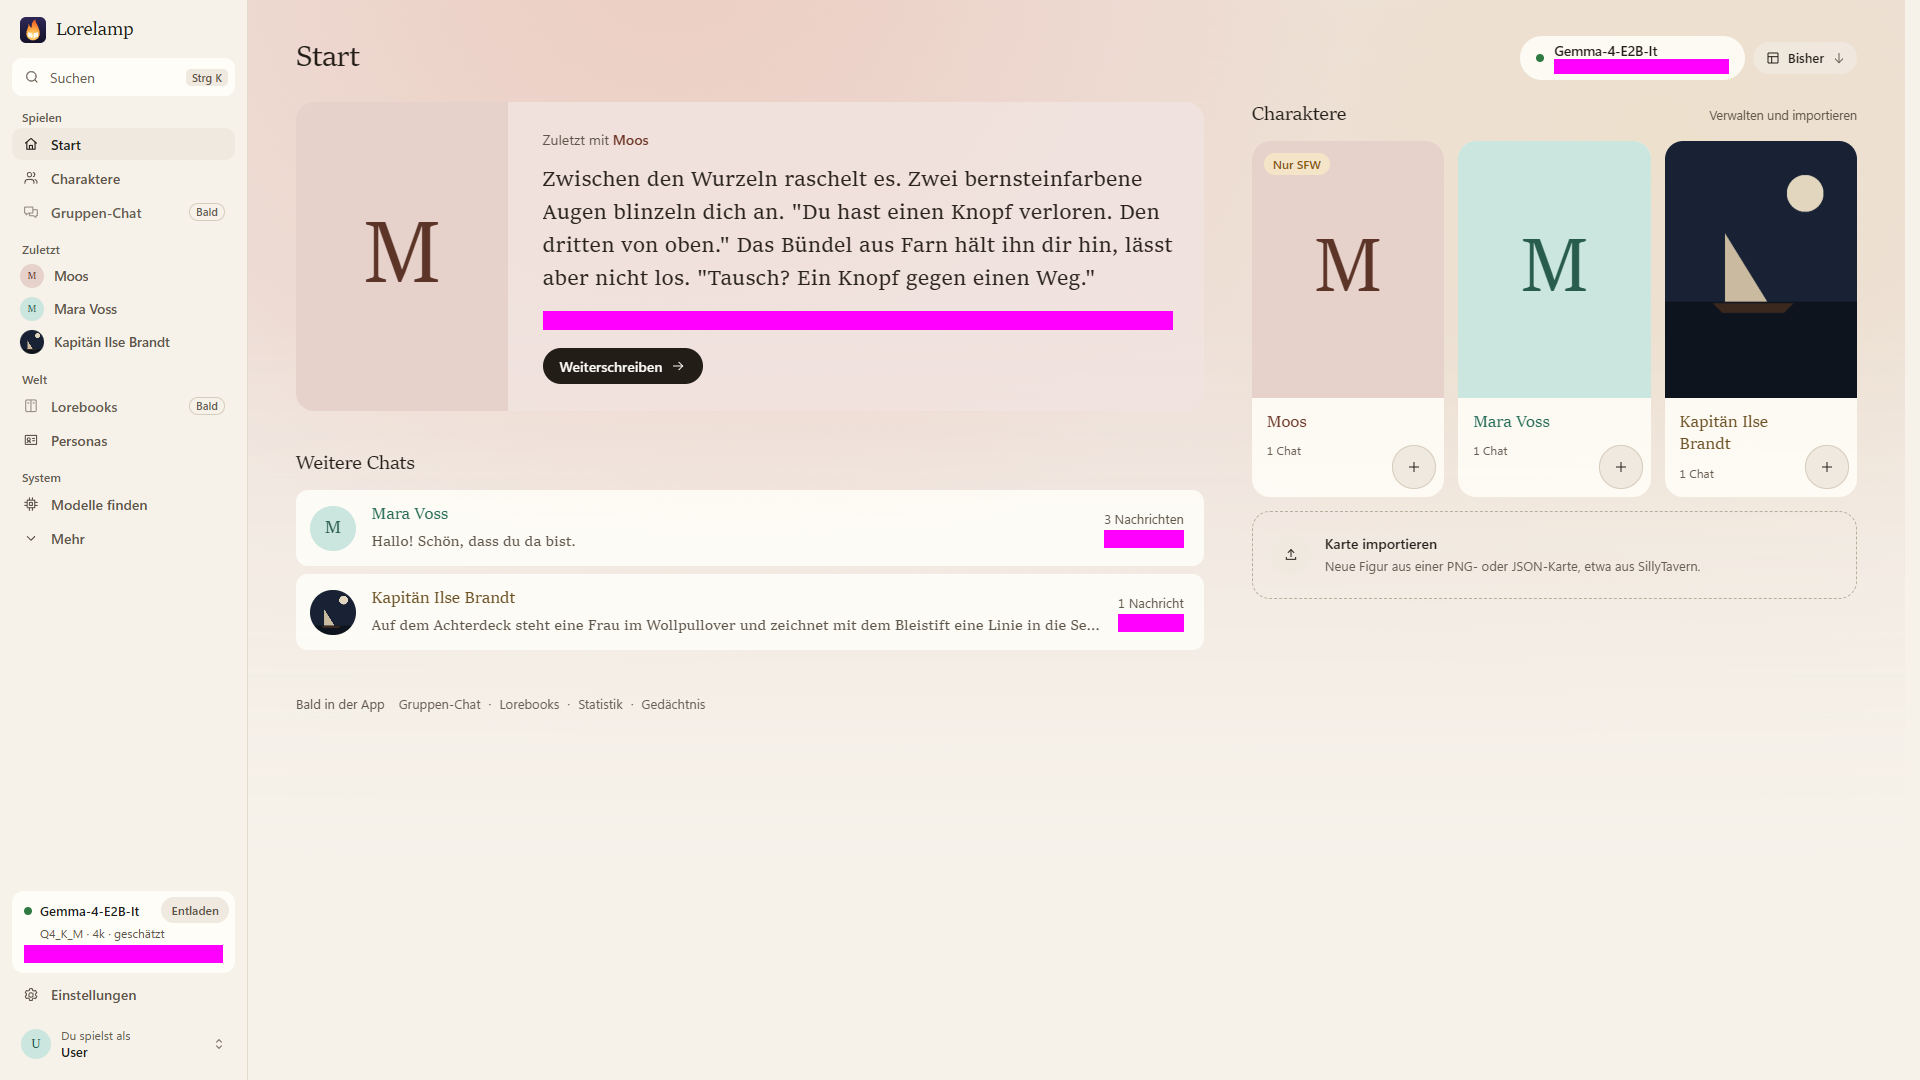 Lorelamp
Suchen
Strg K
Spielen
Start
Charaktere
Gruppen-Chat
Bald
Zuletzt
M
Moos
M
Mara Voss
Kapitän Ilse Brandt
Welt
Lorebooks
Bald
Personas
System
Modelle finden
Mehr
Gemma-4-E2B-It
Entladen
Q4_K_M · 4k · geschätzt
Einstellungen
U
Du spielst als
User
Start
Gemma-4-E2B-It
Bisher
M
Zuletzt mit Moos
Zwischen den Wurzeln raschelt es. Zwei bernsteinfarbene
Augen blinzeln dich an. "Du hast einen Knopf verloren. Den
dritten von oben." Das Bündel aus Farn hält ihn dir hin, lässt
aber nicht los. "Tausch? Ein Knopf gegen einen Weg."
Weiterschreiben
Weitere Chats
M
Mara Voss
Hallo! Schön, dass du da bist.
3 Nachrichten
Kapitän Ilse Brandt
Auf dem Achterdeck steht eine Frau im Wollpullover und zeichnet mit dem Bleistift eine Linie in die Se...
1 Nachricht
Bald in der App Gruppen-Chat · Lorebooks · Statistik · Gedächtnis
Charaktere
Verwalten und importieren
Nur SFW
M
Moos
1 Chat
M
Mara Voss
1 Chat
Kapitän Ilse
Brandt
1 Chat
Karte importieren
Neue Figur aus einer PNG- oder JSON-Karte, etwa aus SillyTavern.